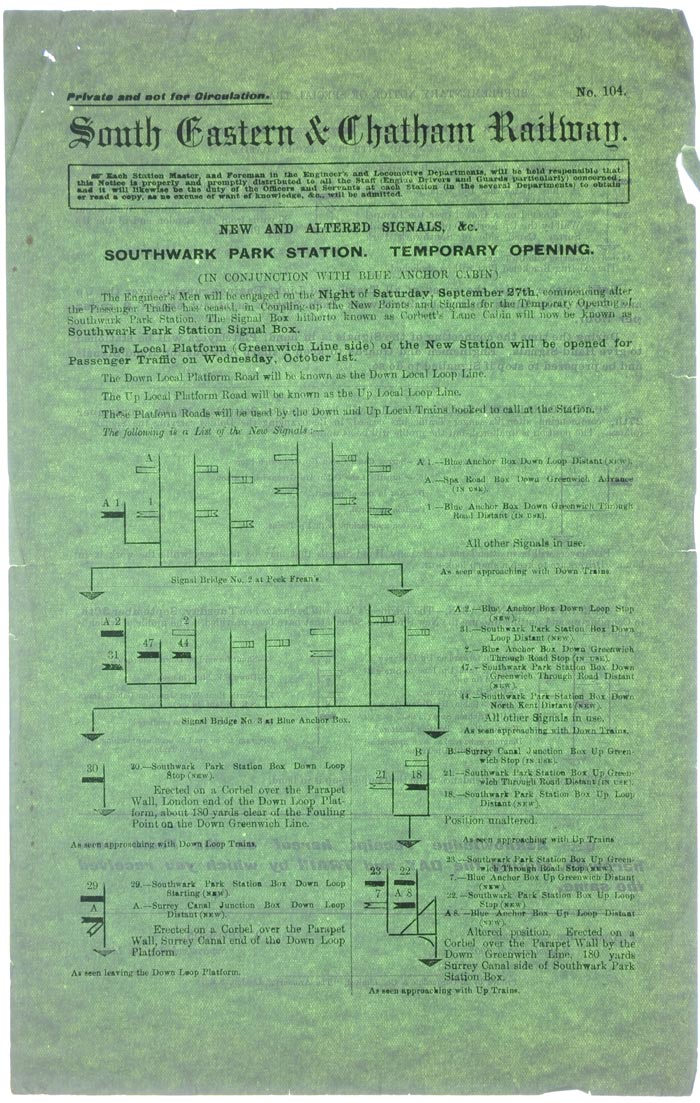 Private and not for Circulation.
No. 104.
South Eastern & Chatham Railway.
☞ Each Station Master, and Foreman in the Engineer's and Locomotive Departments, will be held responsible that
this Notice is properly and promptly distributed to all the Staff (Engine Drivers and Guards particularly) concerned,
and it will likewise be the duty of the Officers and Servants at each Station (in the several Departments) to obtain
or read a copy, as no excuse of want of knowledge, &c., will be admitted.
NEW AND ALTERED SIGNALS, &c.
SOUTHWARK PARK STATION. TEMPORARY OPENING.
(IN CONJUNCTION WITH BLUE ANCHOR CABIN).
The Engineer's Men will be engaged on the Night of Saturday, September 27th, commencing after
the Passenger Traffic has ceased, in Coupling-up the New Points and Signals for the Temporary Opening of
Southwark Park Station. The Signal Box hitherto known as Corbett's Lane Cabin will now be known as
Southwark Park Station Signal Box.
The Local Platform (Greenwich Line side) of the New Station will be opened for
Passenger Traffic on Wednesday, October 1st.
The Down Local Platform Road will be known as the Down Local Loop Line.
The Up Local Platform Road will be known as the Up Local Loop Line.
These Platform Roads will be used by the Down and Up Local Trains booked to call at the Station.
The following is a List of the New Signals:—
A
A 1
1
A 1.—Blue Anchor Box Down Loop Distant (NEW).
A.—Spa Road Box Down Greenwich Advance
(IN USE).
1.—Blue Anchor Box Down Greenwich Through
Road Distant (IN USE).
All other Signals in use.
As seen approaching with Down Trains.
Signal Bridge No. 2 at Peek Frean's.
A 2
2
47
44
31
A 2.—Blue Anchor Box Down Loop Stop
(NEW).
31.—Southwark Park Station Box Down
Loop Distant (NEW).
2.—Blue Anchor Box Down Greenwich
Through Road Stop (IN USE).
47.—Southwark Park Station Box Down
Greenwich Through Road Distant
(NEW).
44.—Southwark Park Station Box Down
North Kent Distant (NEW).
All other Signals in use.
As seen approaching with Down Trains.
Signal Bridge No. 3 at Blue Anchor Box.
30
30.—Southwark Park Station Box Down Loop
Stop (NEW).
Erected on a Corbel over the Parapet
Wall, London end of the Down Loop Plat-
form, about 180 yards clear of the Fouling
Point on the Down Greenwich Line.
As seen approaching with Down Loop Trains.
B
21
18
B.—Surrey Canal Junction Box Up Green-
wich Stop (IN USE).
21.—Southwark Park Station Box Up Green-
wich Through Road Distant (IN USE).
18.—Southwark Park Station Box Up Loop
Distant (NEW).
Position unaltered.
As seen approaching with Up Trains
29
A
29.—Southwark Park Station Box Down Loop
Starting (NEW).
A.—Surrey Canal Junction Box Down Loop
Distant (NEW).
Erected on a Corbel over the Parapet
Wall, Surrey Canal end of the Down Loop
Platform.
As seen leaving the Down Loop Platform.
23
22
7
A 8
23.—Southwark Park Station Box Up Green-
wich Through Road Stop (NEW).
7.—Blue Anchor Box Up Greenwich Distant
(NEW).
22.—Southwark Park Station Box Up Loop
Stop (NEW).
A 8.—Blue Anchor Box Up Loop Distant
(NEW).
Altered position. Erected on a
Corbel over the Parapet Wall by the
Down Greenwich Line, 180 yards
Surrey Canal side of Southwark Park
Station Box.
As seen approaching with Up Trains.